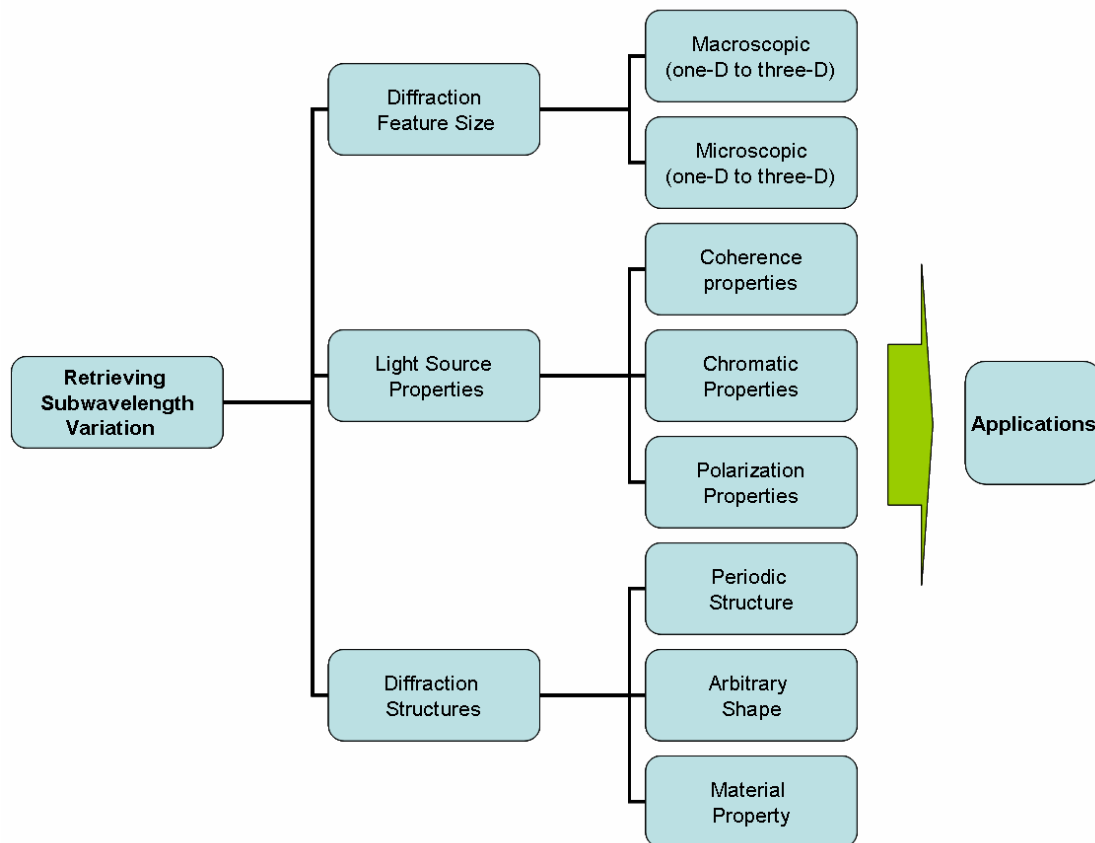 Macroscopic
(one-D to three-D)
Diffraction
Feature Size
Microscopic
(one-D to three-D)
Coherence
properties
Retrieving
Subwavelength
Variation
Light Source
Properties
Chromatic
Properties
Applications
Polarization
Properties
Periodic
Structure
Diffraction
Structures
Arbitrary
Shape
Material
Property